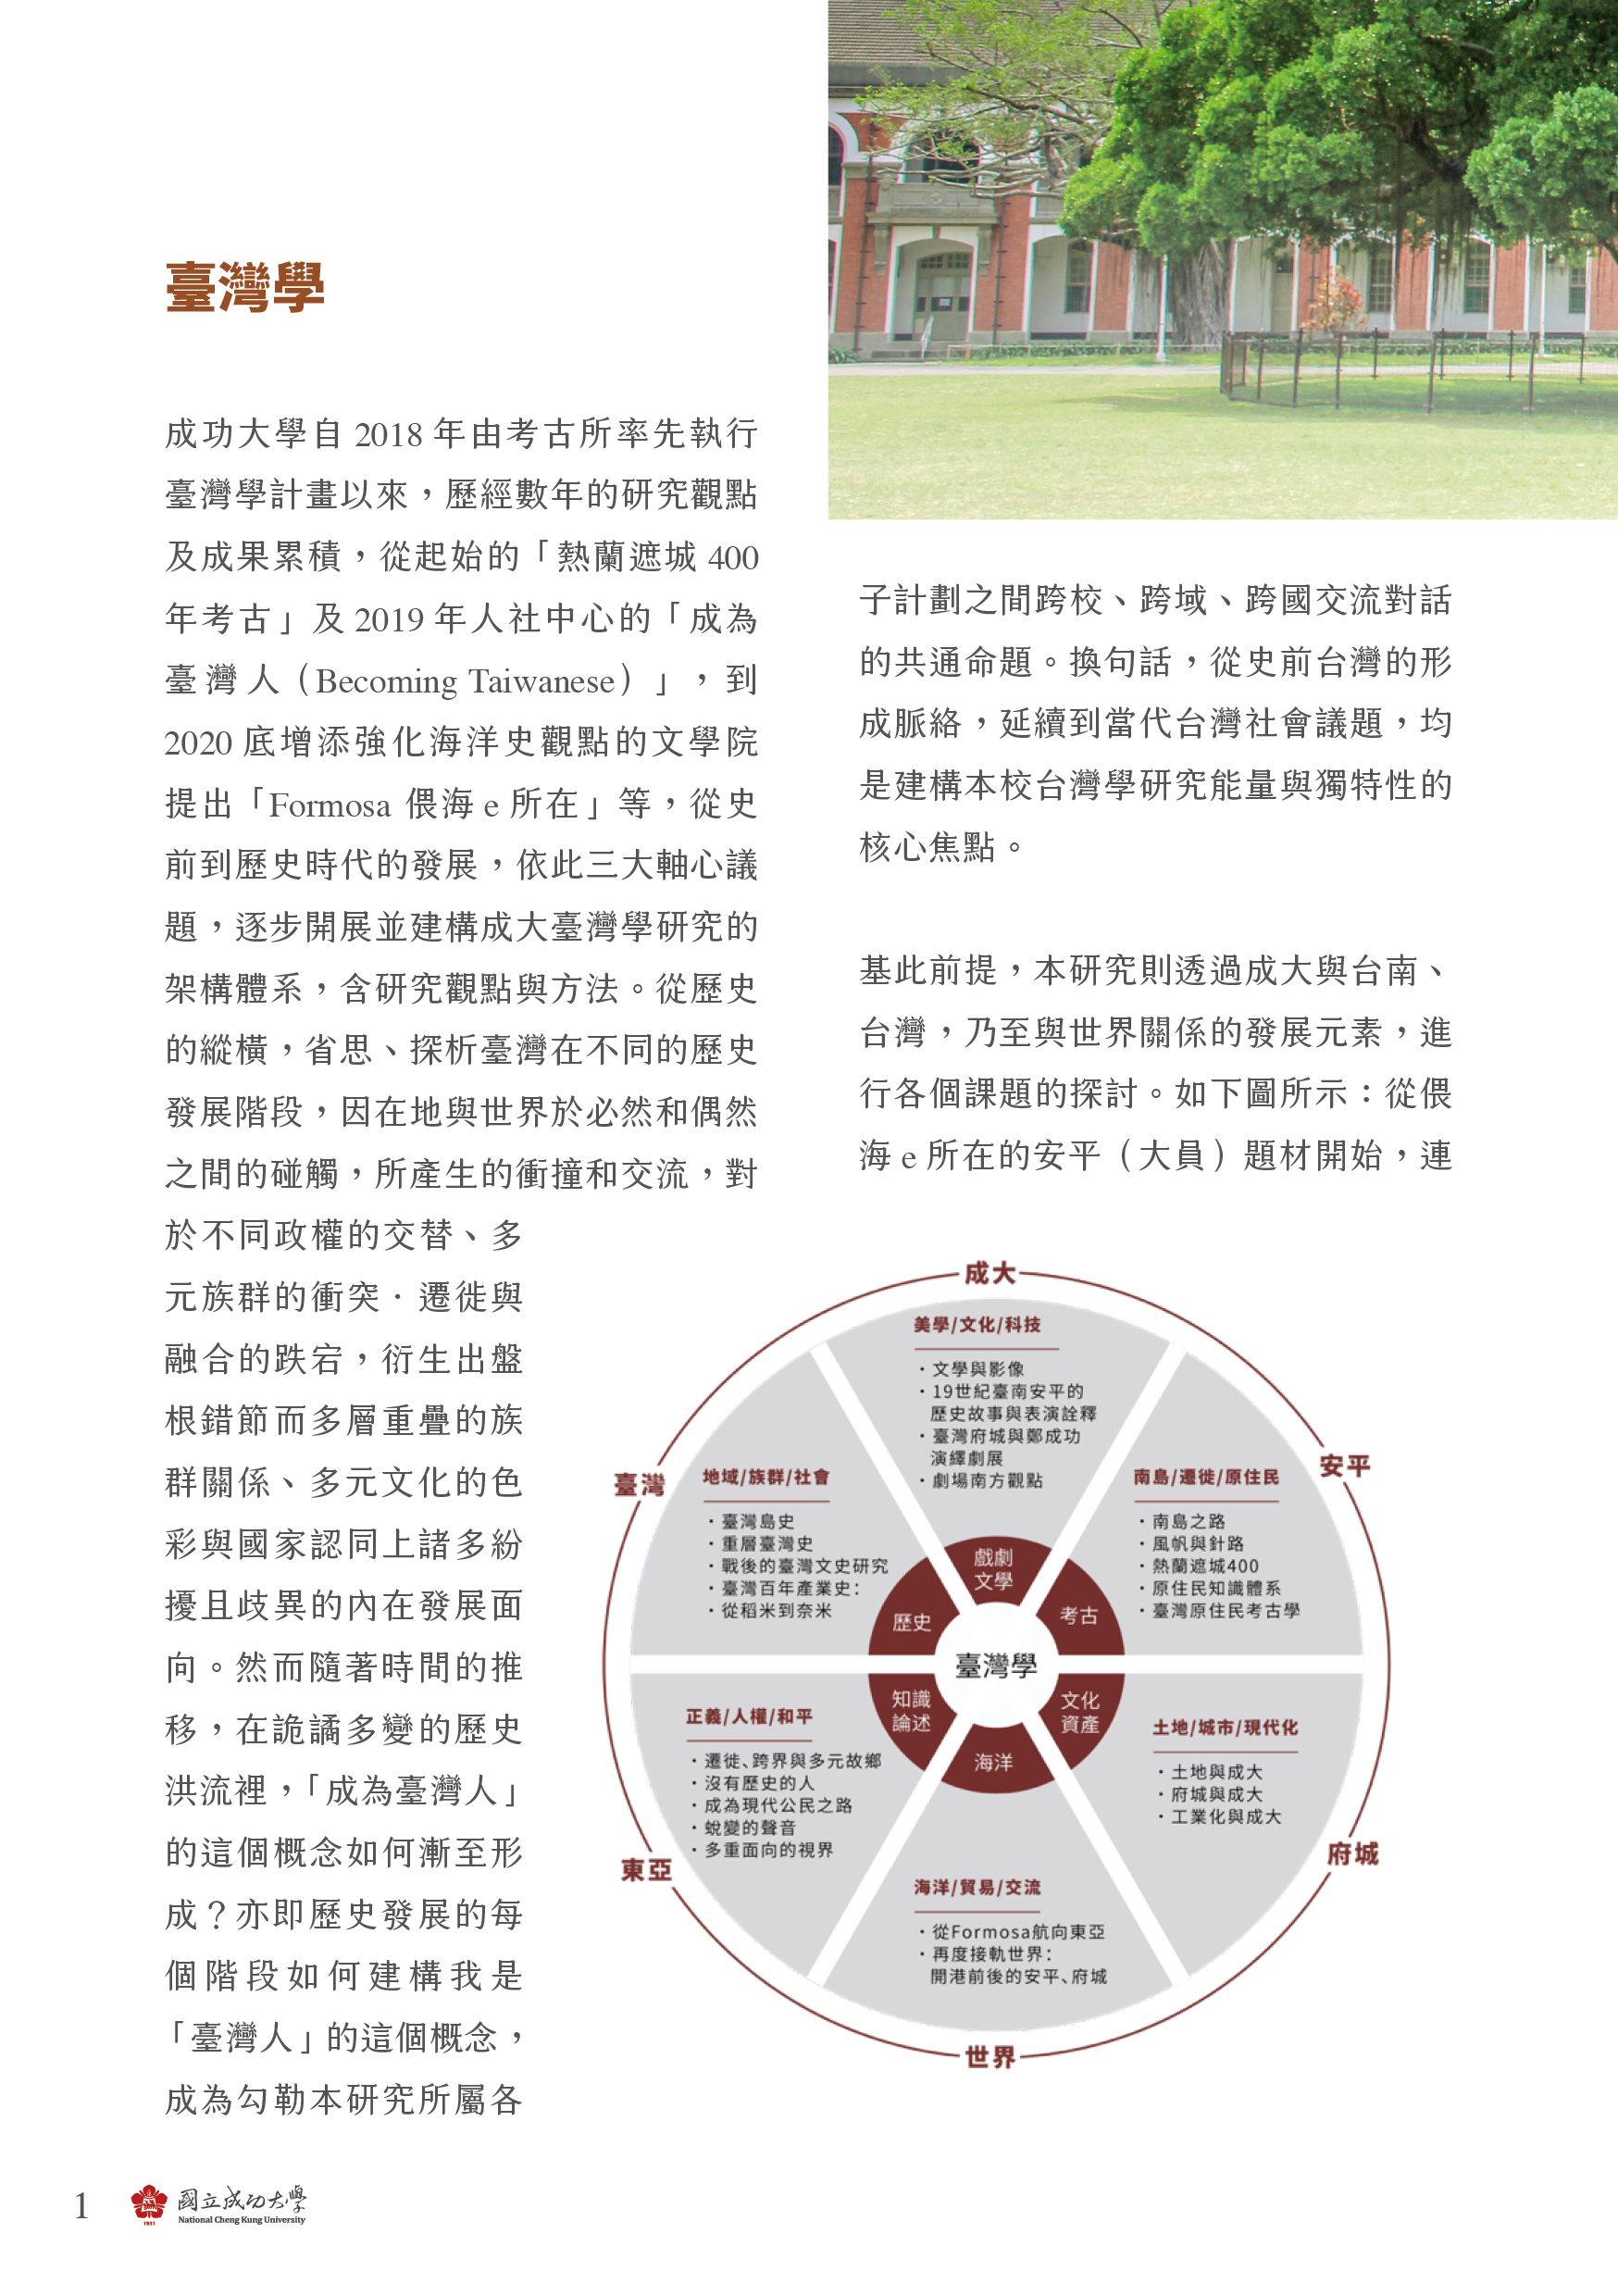 臺灣學
成功大學自 2018 年由考古所率先執行
臺灣學計畫以來，歷經數年的研究觀點
及成果累積，從起始的「熱蘭遮城 400
年考古」及 2019 年人社中心的「成為
臺灣人（Becoming Taiwanese）」，到
2020 底增添強化海洋史觀點的文學院
提出「Formosa 偎海 e 所在」等，從史
前到歷史時代的發展，依此三大軸心議
題，逐步開展並建構成大臺灣學研究的
架構體系，含研究觀點與方法。從歷史
的縱橫，省思、探析臺灣在不同的歷史
發展階段，因在地與世界於必然和偶然
之間的碰觸，所產生的衝撞和交流，對
於不同政權的交替、多
元族群的衝突．遷徙與
融合的跌宕，衍生出盤
根錯節而多層重疊的族
群關係、多元文化的色
彩與國家認同上諸多紛
擾且歧異的內在發展面
向。然而隨著時間的推
移，在詭譎多變的歷史
洪流裡，「成為臺灣人」
的這個概念如何漸至形
成？亦即歷史發展的每
個階段如何建構我是
「臺灣人」的這個概念，
成為勾勒本研究所屬各
子計劃之間跨校、跨域、跨國交流對話
的共通命題。換句話，從史前台灣的形
成脈絡，延續到當代台灣社會議題，均
是建構本校台灣學研究能量與獨特性的
核心焦點。
基此前提，本研究則透過成大與台南、
台灣，乃至與世界關係的發展元素，進
行各個課題的探討。如下圖所示：從偎
海 e 所在的安平（大員）題材開始，連
成大
美學/文化/科技
・文學與影像
・19世紀臺南安平的
歷史故事與表演詮釋
・臺灣府城與鄭成功
演繹劇展
・劇場南方觀點
安平
南島/遷徙/原住民
・南島之路
・風帆與針路
・熱蘭遮城400
・原住民知識體系
・臺灣原住民考古學
臺灣
地域/族群/社會
・臺灣島史
・重層臺灣史
・戰後的臺灣文史研究
・臺灣百年產業史：
・從稻米到奈米
戲劇
文學
考古
歷史
臺灣學
知識
論述
文化
資產
海洋
正義/人權/和平
・遷徙、跨界與多元故鄉
・沒有歷史的人
・成為現代公民之路
・蛻變的聲音
・多重面向的視界
土地/城市/現代化
・土地與成大
・府城與成大
・工業化與成大
府城
東亞
海洋/貿易/交流
・從Formosa航向東亞
・再度接軌世界：
開港前後的安平、府城
世界
1
1931
國立成功大學
National Cheng Kung University